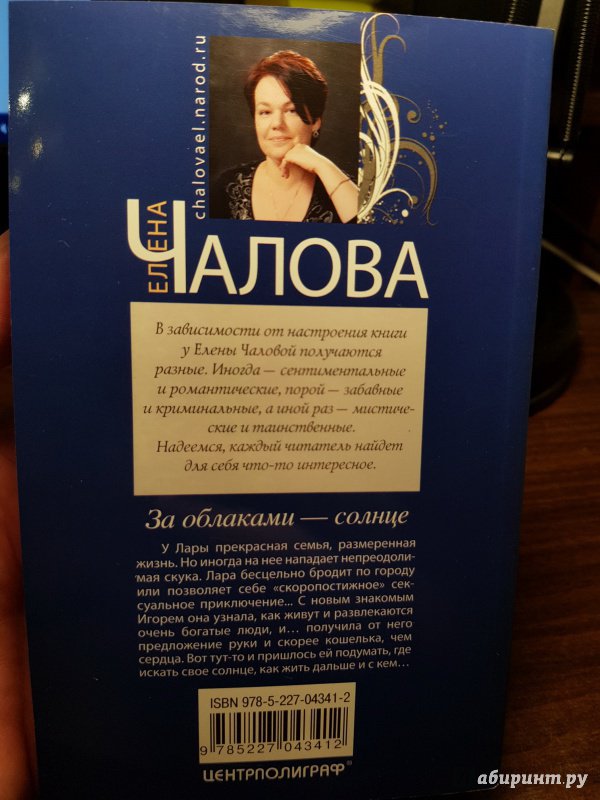 chalovael.narod.ru
ЕЛЕНА
ЧАЛОВА
В зависимости от настроения книги
у Елены Чаловой получаются
разные. Иногда — сентиментальные
и романтические, порой — забавные
и криминальные, а иной раз — мистиче-
ские и таинственные.
Надеемся, каждый читатель найдет
для себя что-то интересное.
За облаками — солнце
У Лары прекрасная семья, размеренная
жизнь. Но иногда на нее нападает непреодоли-
мая скука. Лара бесцельно бродит по городу
или позволяет себе «скоропостижное» сек-
суальное приключение... С новым знакомым
Игорем она узнала, как живут и развлекаются
очень богатые люди, и... получила от него
предложение руки и скорее кошелька, чем
сердца. Вот тут-то и пришлось ей подумать, где
искать свое солнце, как жить дальше и с кем...
ISBN 978-5-227-04341-2
9 785227 043412
ЦЕНТРПОЛИГРАФ®
Лабиринт.ру